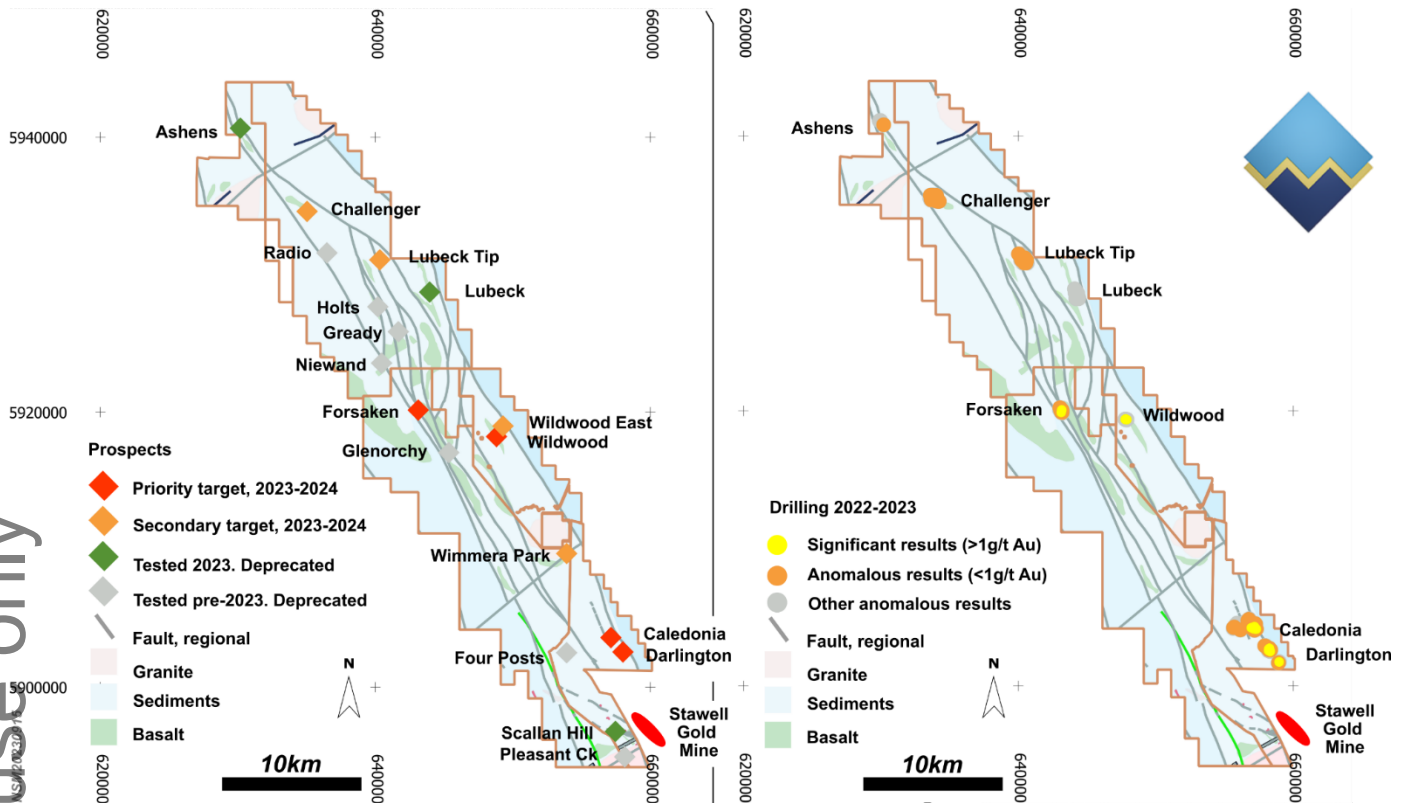 620000
640000
660000
Ashens
5940000
Challenger
Radio
Lubeck Tip
Lubeck
Holts
Gready
Niewand
5920000
Forsaken
Wildwood East
Wildwood
Glenorchy
Prospects
Priority target, 2023-2024
Secondary target, 2023-2024
Tested 2023. Deprecated
Tested pre-2023. Deprecated
Fault, regional
Granite
Sediments
Basalt
Wimmera Park
Caledonia
Darlington
Four Posts
5900000
N
Stawell
Gold
Mine
Scallan Hill
Pleasant Ck
10km
620000
640000
660000
use only
620000
640000
660000
Ashens
Challenger
Lubeck Tip
Lubeck
Forsaken
Wildwood
Drilling 2022-2023
Significant results (>1g/t Au)
Anomalous results (<1g/t Au)
Other anomalous results
Fault, regional
Granite
Sediments
Basalt
Caledonia
Darlington
N
Stawell
Gold
Mine
10km
620000
640000
660000